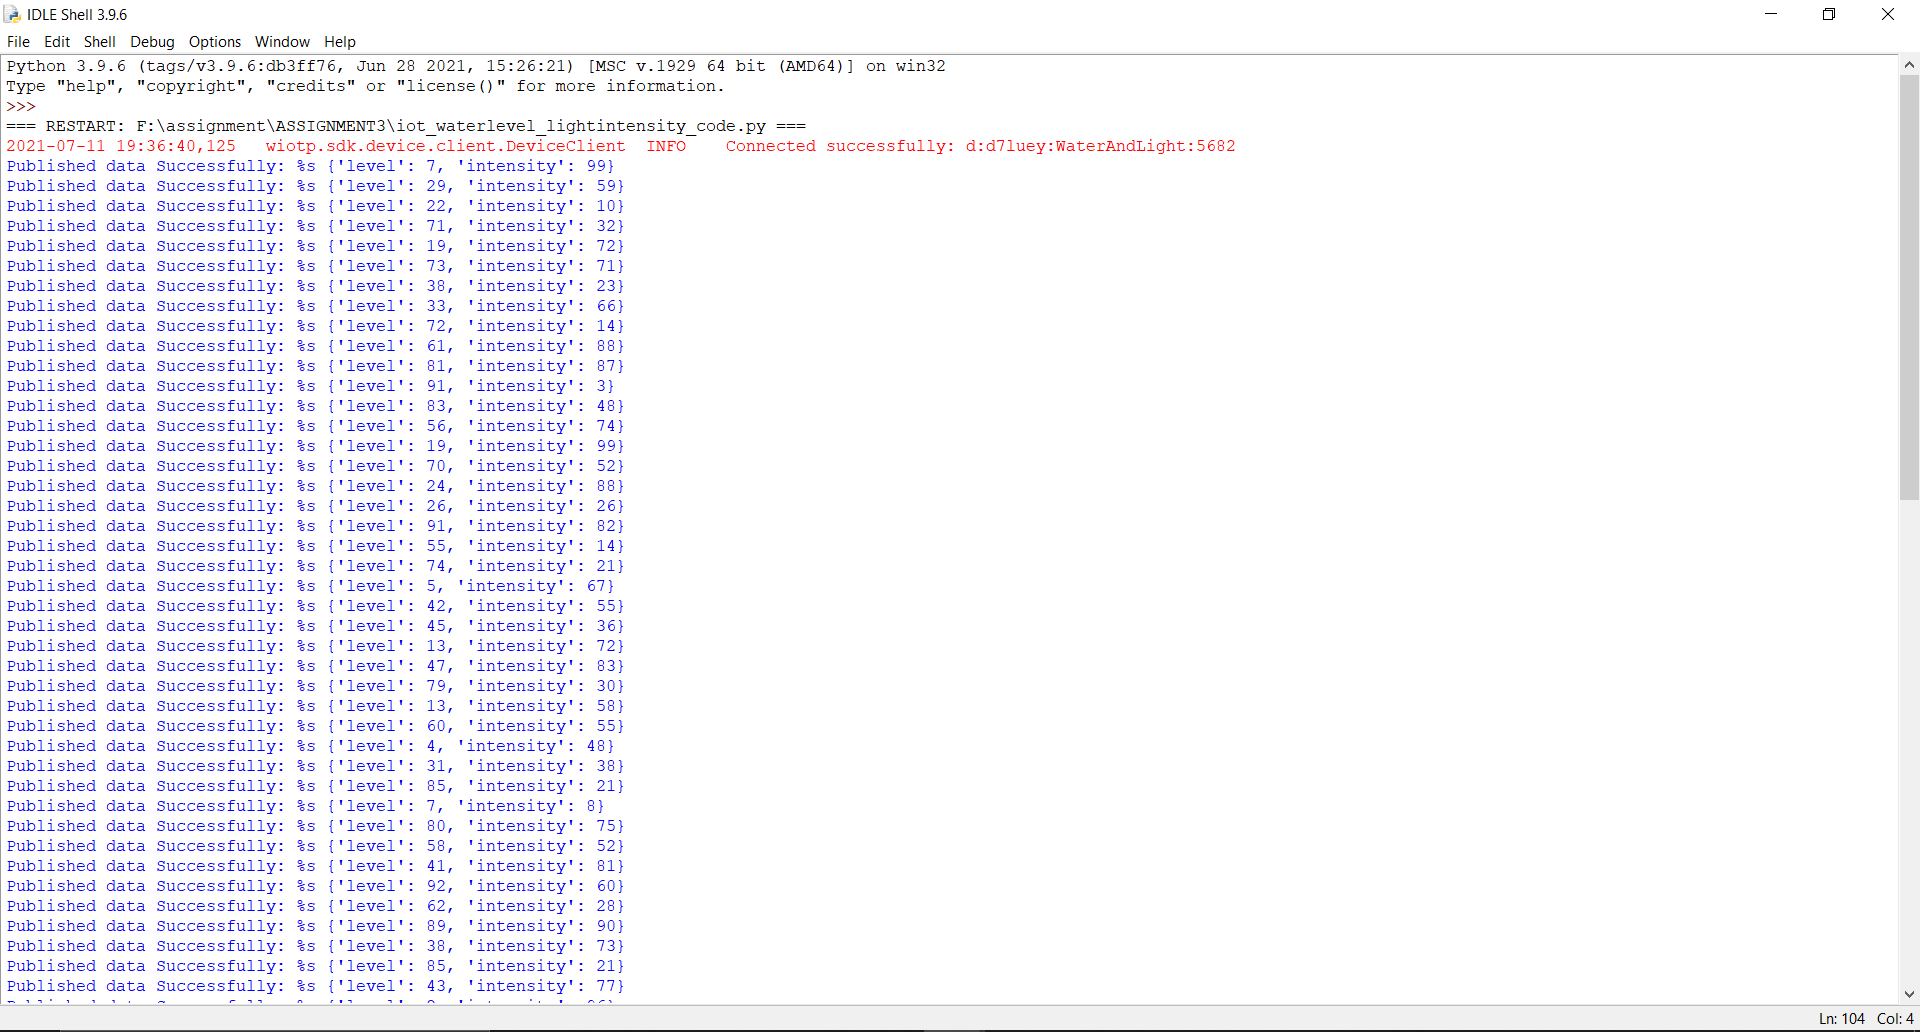 IDLE Shell 3.9.6
File Edit Shell Debug Options Window Help
Python 3.9.6 (tags/v3.9.6:db3ff76, Jun 28 2021, 15:26:21) [MSC v.1929 64 bit (AMD64)] on win32
Type "help", "copyright", "credits" or "license()" for more information.
>>>
=== RESTART: F:\assignment\ASSIGNMENT3\iot_waterlevel_lightintensity_code.py ===
2021-07-11 19:36:40,125   wiotp.sdk.device.client.DeviceClient  INFO    Connected successfully: d:d7luey:WaterAndLight:5682
Published data Successfully: %s {'level': 7, 'intensity': 99}
Published data Successfully: %s {'level': 29, 'intensity': 59}
Published data Successfully: %s {'level': 22, 'intensity': 10}
Published data Successfully: %s {'level': 71, 'intensity': 32}
Published data Successfully: %s {'level': 19, 'intensity': 72}
Published data Successfully: %s {'level': 73, 'intensity': 71}
Published data Successfully: %s {'level': 38, 'intensity': 23}
Published data Successfully: %s {'level': 33, 'intensity': 66}
Published data Successfully: %s {'level': 72, 'intensity': 14}
Published data Successfully: %s {'level': 61, 'intensity': 88}
Published data Successfully: %s {'level': 81, 'intensity': 87}
Published data Successfully: %s {'level': 91, 'intensity': 3}
Published data Successfully: %s {'level': 83, 'intensity': 48}
Published data Successfully: %s {'level': 56, 'intensity': 74}
Published data Successfully: %s {'level': 19, 'intensity': 99}
Published data Successfully: %s {'level': 70, 'intensity': 52}
Published data Successfully: %s {'level': 24, 'intensity': 88}
Published data Successfully: %s {'level': 26, 'intensity': 26}
Published data Successfully: %s {'level': 91, 'intensity': 82}
Published data Successfully: %s {'level': 55, 'intensity': 14}
Published data Successfully: %s {'level': 74, 'intensity': 21}
Published data Successfully: %s {'level': 5, 'intensity': 67}
Published data Successfully: %s {'level': 42, 'intensity': 55}
Published data Successfully: %s {'level': 45, 'intensity': 36}
Published data Successfully: %s {'level': 13, 'intensity': 72}
Published data Successfully: %s {'level': 47, 'intensity': 83}
Published data Successfully: %s {'level': 79, 'intensity': 30}
Published data Successfully: %s {'level': 13, 'intensity': 58}
Published data Successfully: %s {'level': 60, 'intensity': 55}
Published data Successfully: %s {'level': 4, 'intensity': 48}
Published data Successfully: %s {'level': 31, 'intensity': 38}
Published data Successfully: %s {'level': 85, 'intensity': 21}
Published data Successfully: %s {'level': 7, 'intensity': 8}
Published data Successfully: %s {'level': 80, 'intensity': 75}
Published data Successfully: %s {'level': 58, 'intensity': 52}
Published data Successfully: %s {'level': 41, 'intensity': 81}
Published data Successfully: %s {'level': 92, 'intensity': 60}
Published data Successfully: %s {'level': 62, 'intensity': 28}
Published data Successfully: %s {'level': 89, 'intensity': 90}
Published data Successfully: %s {'level': 38, 'intensity': 73}
Published data Successfully: %s {'level': 85, 'intensity': 21}
Published data Successfully: %s {'level': 43, 'intensity': 77}
Ln: 104 Col: 4